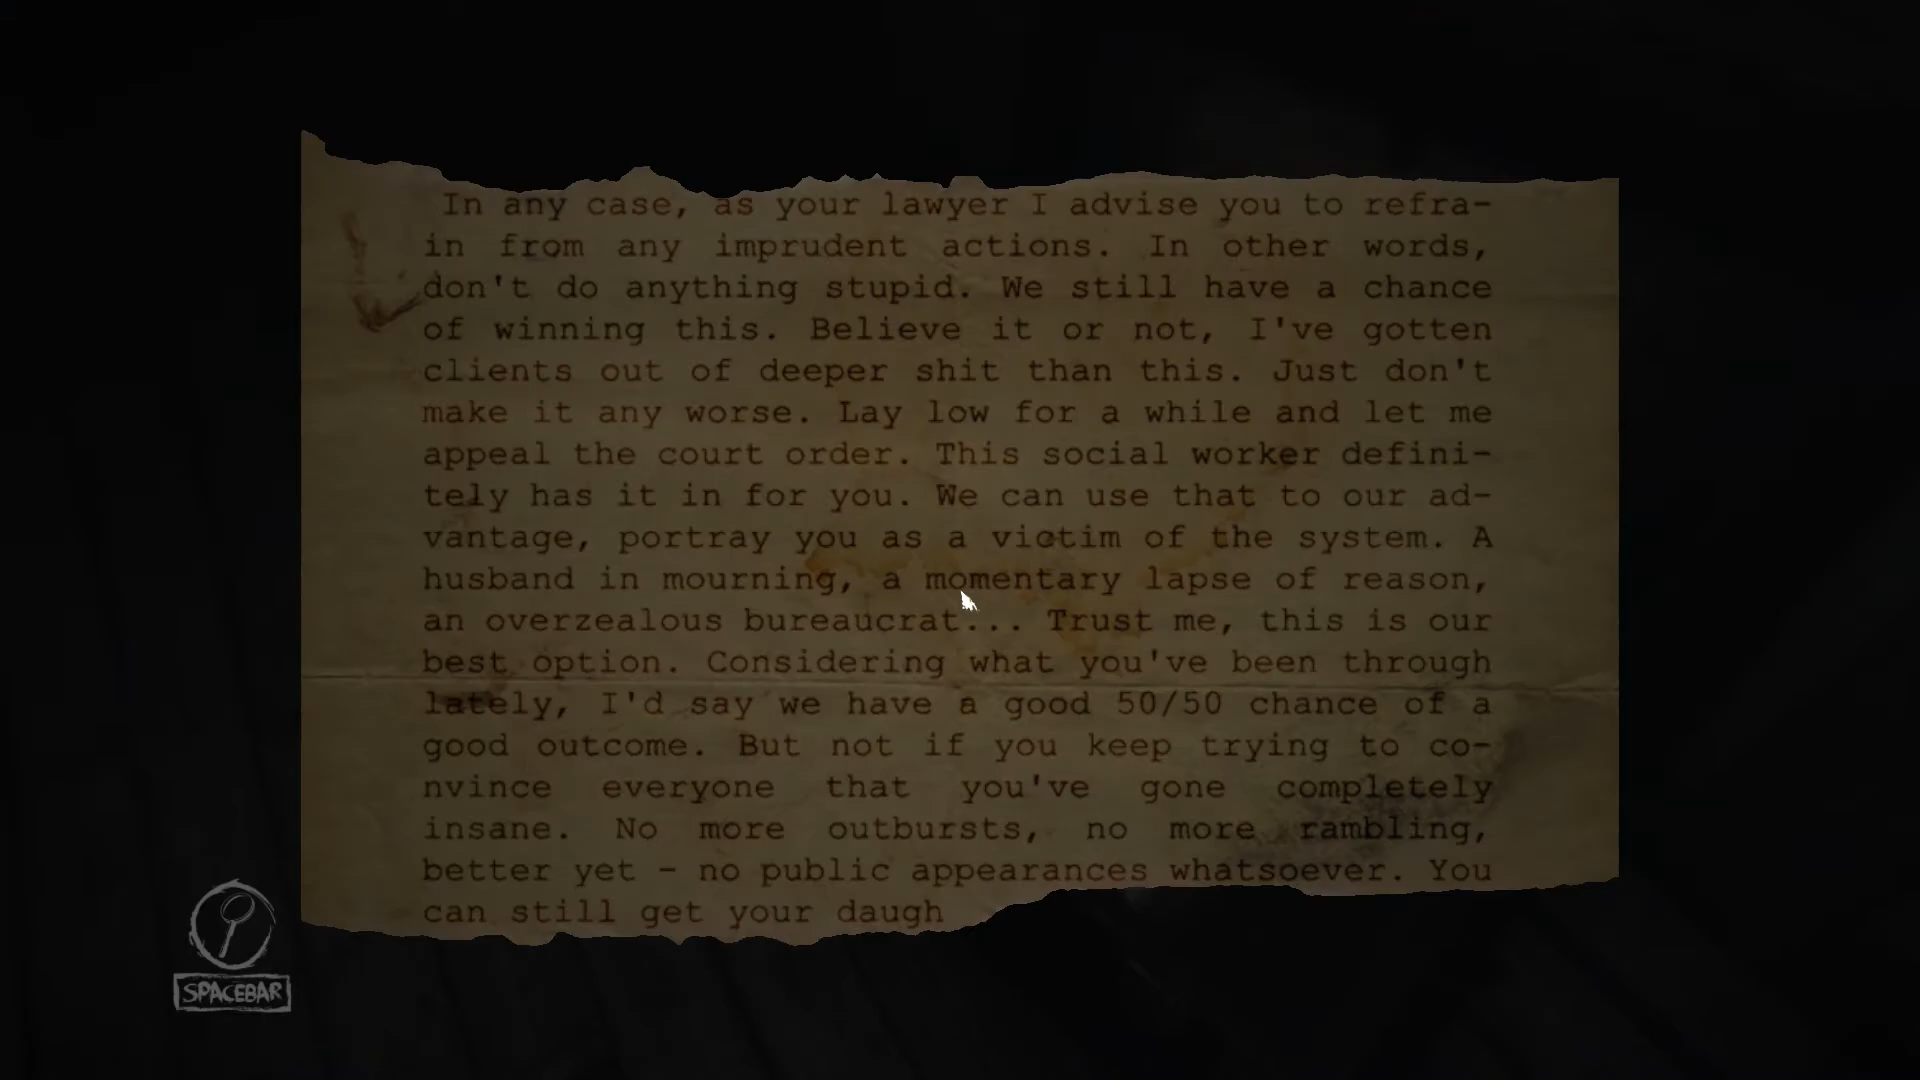 In any case, as your lawyer I advise you to refra-
in from any imprudent actions. In other words,
don't do anything stupid. We still have a chance
of winning this. Believe it or not, I've gotten
clients out of deeper shit than this. Just don't
make it any worse. Lay low for a while and let me
appeal the court order. This social worker defini-
tely has it in for you. We can use that to our ad-
vantage, portray you as a victim of the system. A
husband in mourning, a momentary lapse of reason,
an overzealous bureaucrat... Trust me, this is our
best option. Considering what you've been through
lately, I'd say we have a good 50/50 chance of a
good outcome. But not if you keep trying to co-
nvince everyone that you've gone completely
insane. No more outbursts, no more rambling,
better yet - no public appearances whatsoever. You
can still get your daugh
SPACEBAR